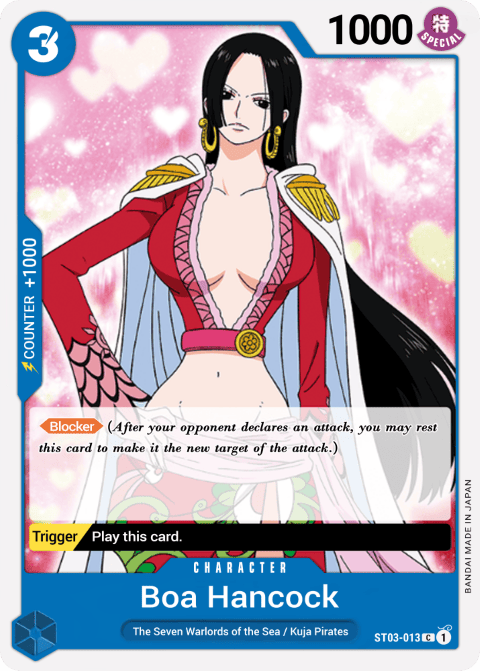 3
1000
特
SPECIAL
COUNTER +1000
Blocker (After your opponent declares an attack, you may rest
this card to make it the new target of the attack.)
Trigger Play this card.
CHARACTER
Boa Hancock
The Seven Warlords of the Sea / Kuja Pirates
ST03-013 C 1
BANDAI MADE IN JAPAN